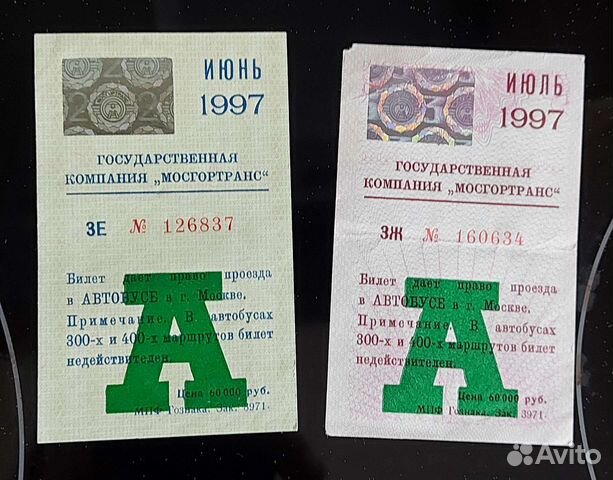 ИЮНЬ
1997
ГОСУДАРСТВЕННАЯ
КОМПАНИЯ „МОСГОРТРАНС“
ЗЕ № 126837
Билет дает право проезда
в АВТОБУСЕ в г. Москве.
Примечание. В автобусах
300-х и 400-х маршрутов билет
недействителен.
А
Цена 60 000 руб.
МПФ Гознака. Зак. 3971.
ИЮЛЬ
1997
ГОСУДАРСТВЕННАЯ
КОМПАНИЯ „МОСГОРТРАНС“
ЗЖ № 160634
Билет дает право проезда
в АВТОБУСЕ в г. Москве.
Примечание. В автобусах
300-х и 400-х маршрутов билет
недействителен.
А
Цена 60 000 руб.
МПФ Гознака. Зак. 3971.
Avito